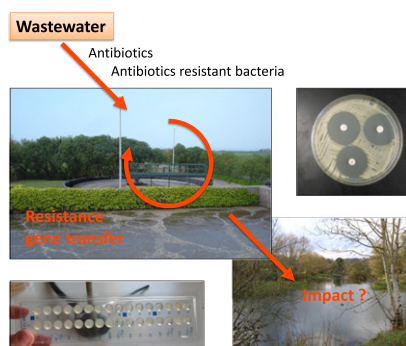 Wastewater
Antibiotics
Antibiotics resistant bacteria
Resistance
gene transfer
Impact ?